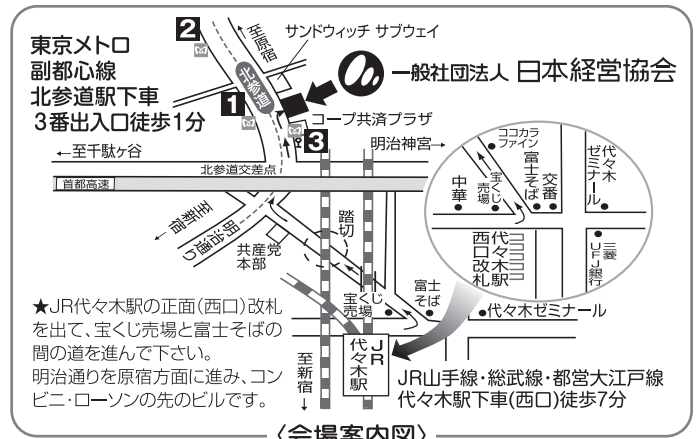 東京メトロ
副都心線
北参道駅下車
3番出入口徒歩1分
2
至原宿
サンドウィッチ サブウェイ
北参道
一般社団法人 日本経営協会
1
コープ共済プラザ
3
←至千駄ヶ谷
明治神宮→
北参道交差点
首都高速
至新宿
明治通り
共産党
本部
踏切
宝くじ
売場
富士
そば
代々木ゼミナール
ココカラ
ファイン
中華
宝くじ
売場
富士そば
交番
代々木
ゼミナール
代々木駅
西口改札
三菱
UFJ銀行
★JR代々木駅の正面(西口)改札
を出て、宝くじ売場と富士そばの
間の道を進んで下さい。
明治通りを原宿方面に進み、コン
ビニ・ローソンの先のビルです。
至新宿
JR
代々木駅
JR山手線・総武線・都営大江戸線
代々木駅下車(西口)徒歩7分
〈会場案内図〉